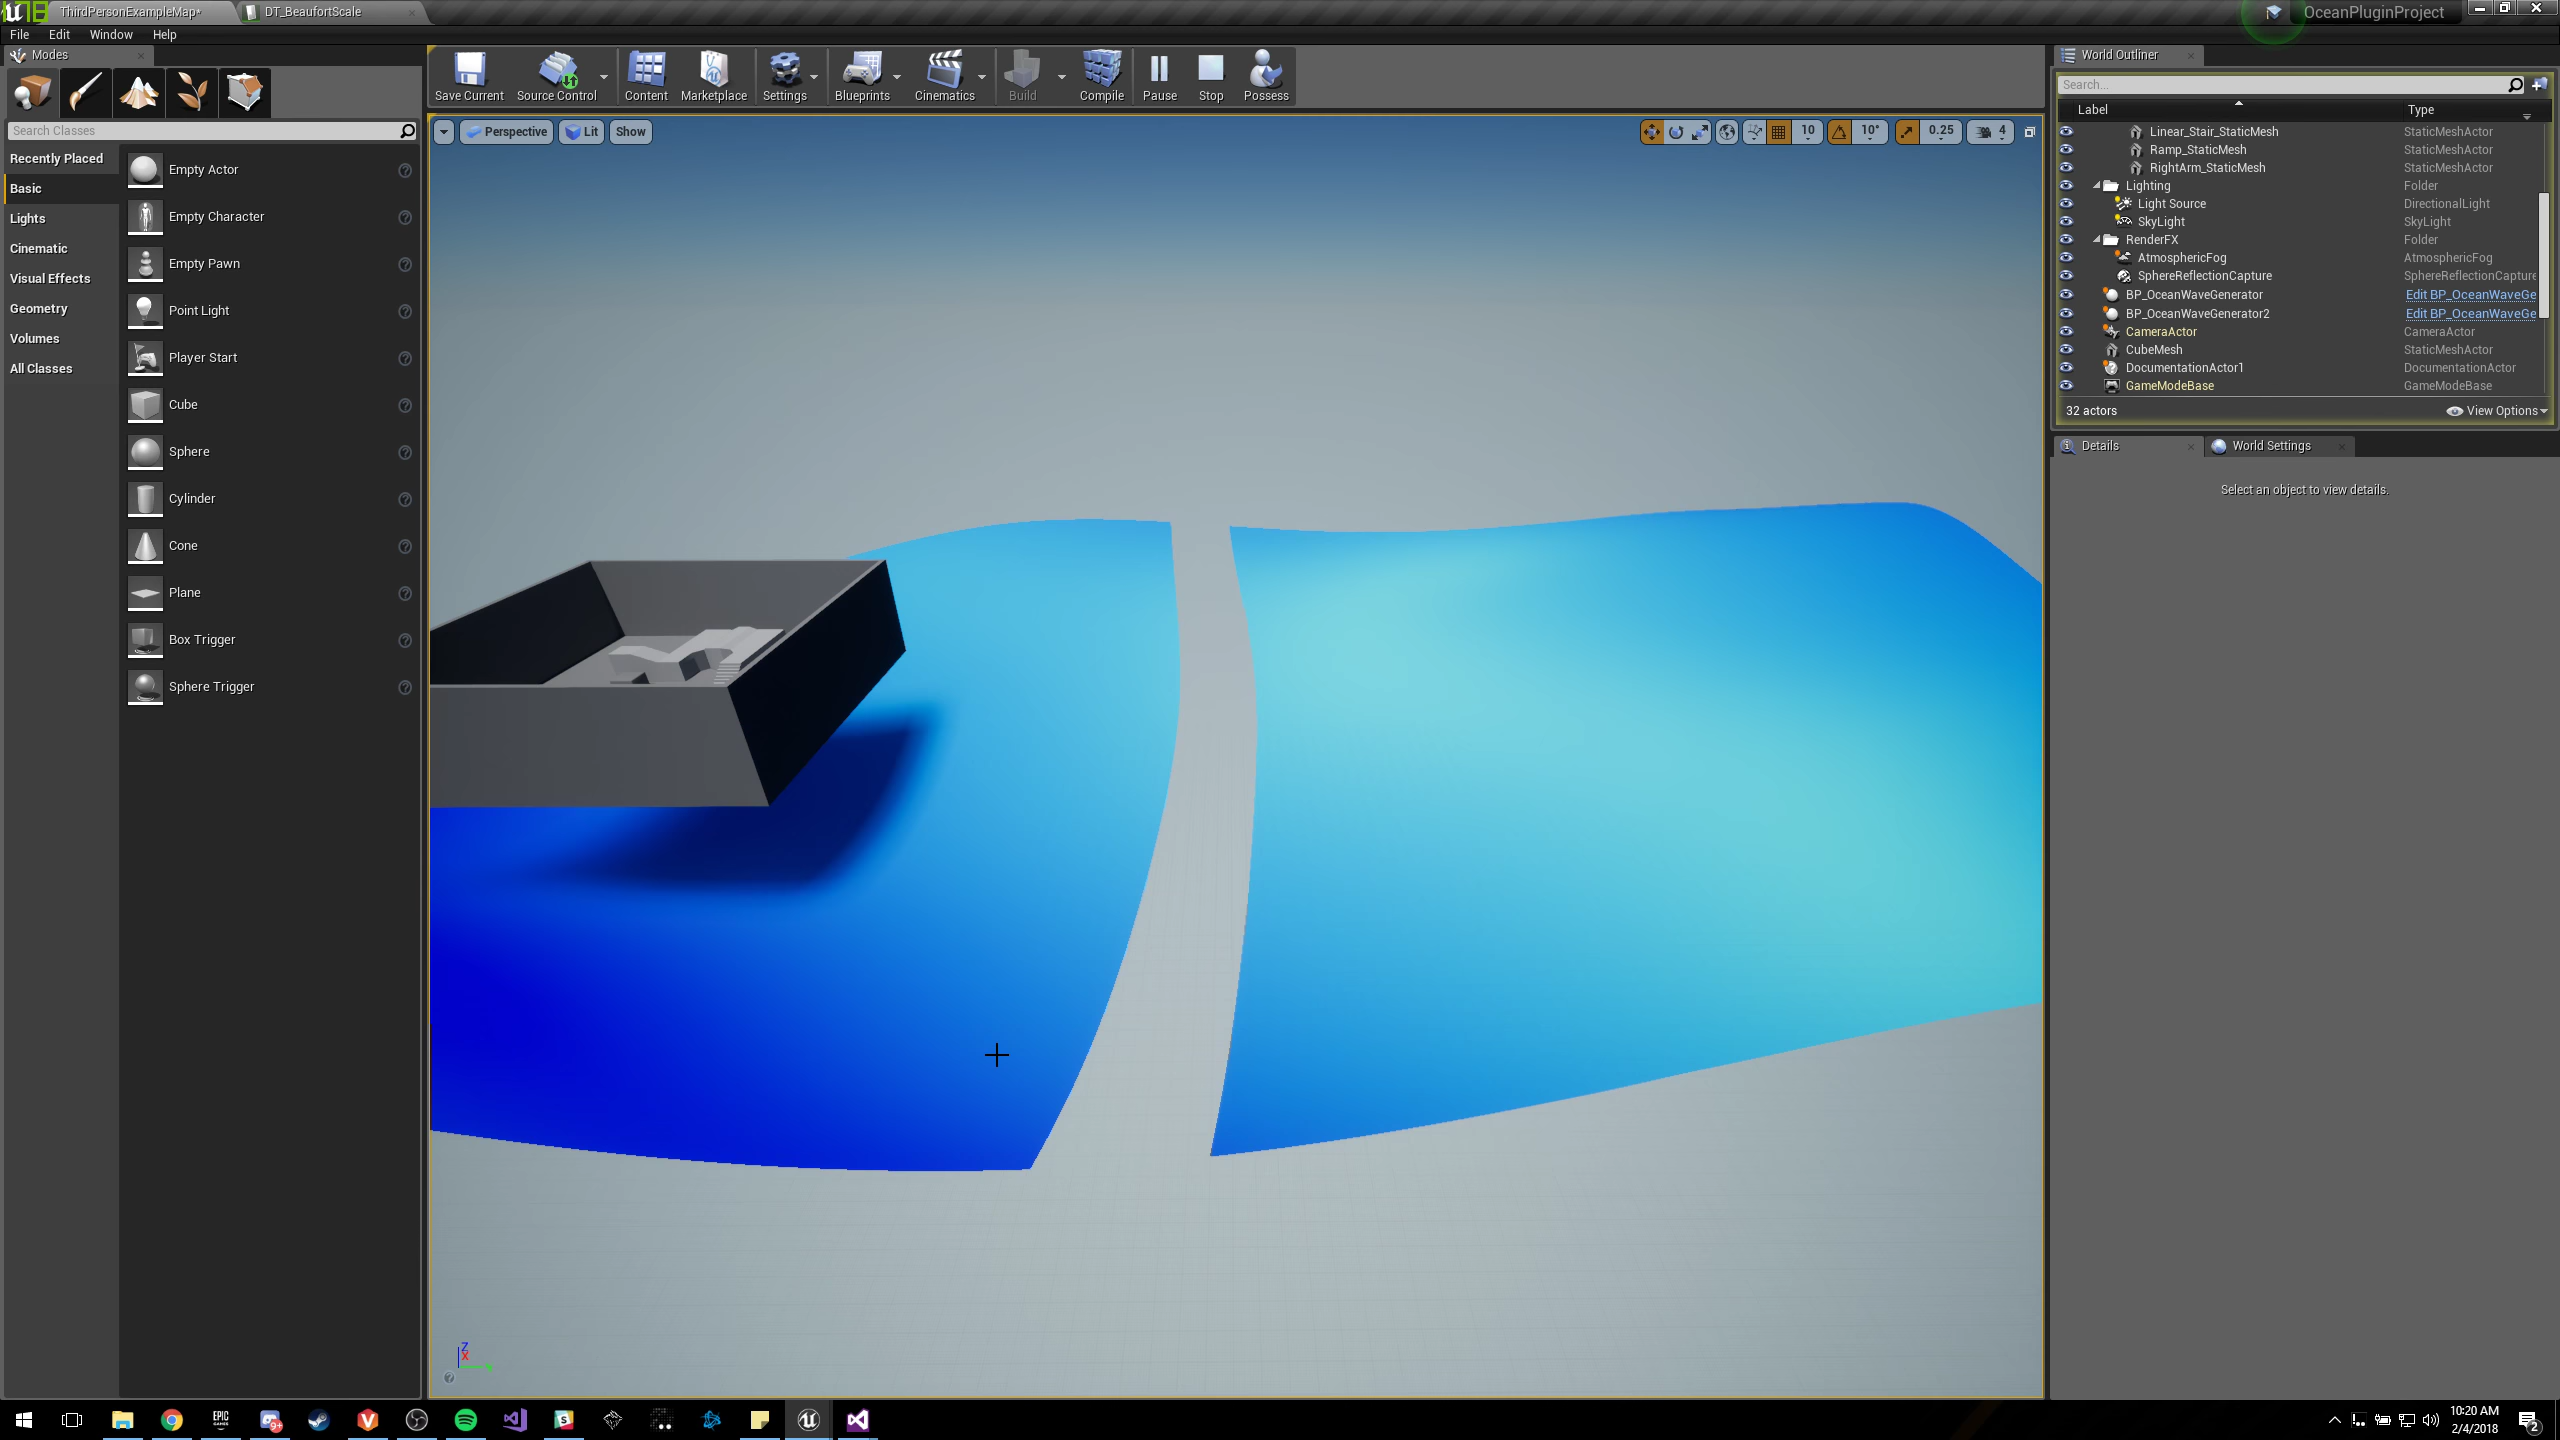 ThirdPersonExampleMap*
DT_BeaufortScale
OceanPluginProject
File Edit Window Help
Modes
Save Current
Source Control
Content
Marketplace
Settings
Blueprints
Cinematics
Build
Compile
Pause
Stop
Possess
Search Classes
Recently Placed
Basic
Lights
Cinematic
Visual Effects
Geometry
Volumes
All Classes
Empty Actor
Empty Character
Empty Pawn
Point Light
Player Start
Cube
Sphere
Cylinder
Cone
Plane
Box Trigger
Sphere Trigger
Perspective Lit Show
10 10° 0.25 4
Z
X
World Outliner
Search...
Label Type
Linear_Stair_StaticMesh StaticMeshActor
Ramp_StaticMesh StaticMeshActor
RightArm_StaticMesh StaticMeshActor
Lighting Folder
Light Source DirectionalLight
SkyLight SkyLight
RenderFX Folder
AtmosphericFog AtmosphericFog
SphereReflectionCapture SphereReflectionCapture
BP_OceanWaveGenerator Edit BP_OceanWaveGe
BP_OceanWaveGenerator2 Edit BP_OceanWaveGe
CameraActor CameraActor
CubeMesh StaticMeshActor
DocumentationActor1 DocumentationActor
GameModeBase GameModeBase
32 actors View Options
Details World Settings
Select an object to view details.
EPIC GAMES
9+
10:20 AM
2/4/2018
2